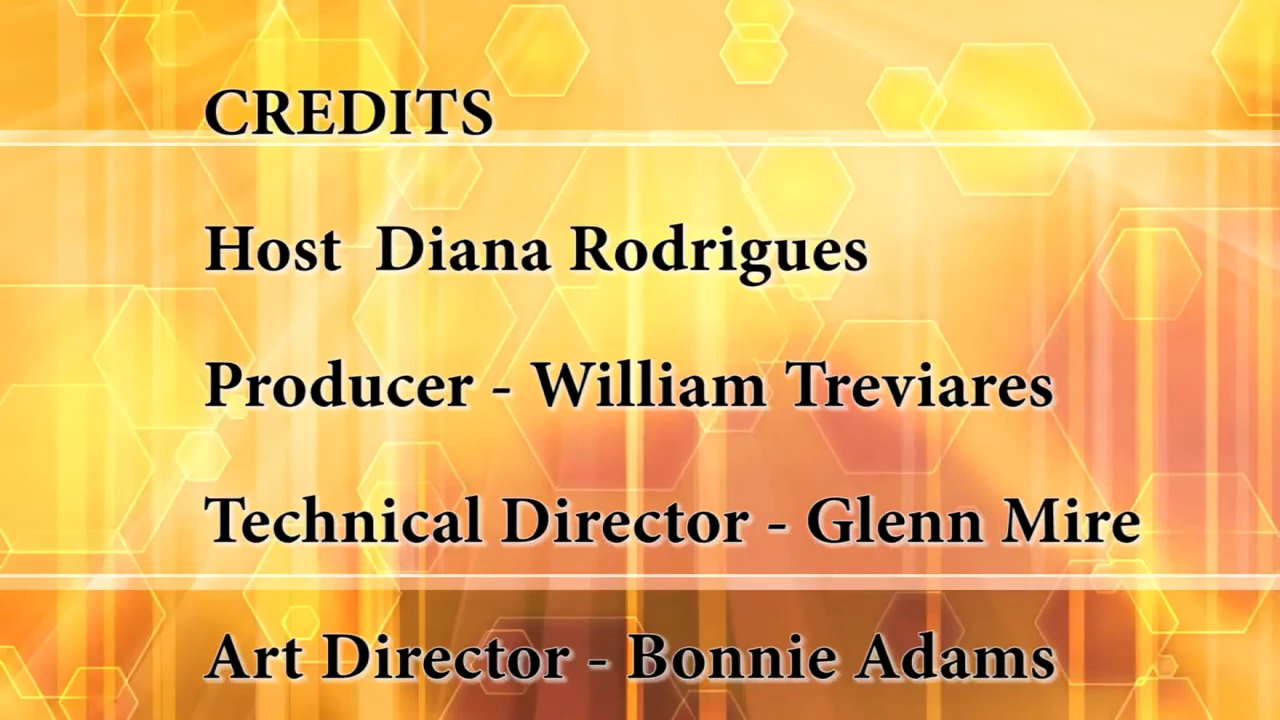 CREDITS
Host  Diana Rodrigues
Producer - William Treviares
Technical Director - Glenn Mire
Art Director - Bonnie Adams